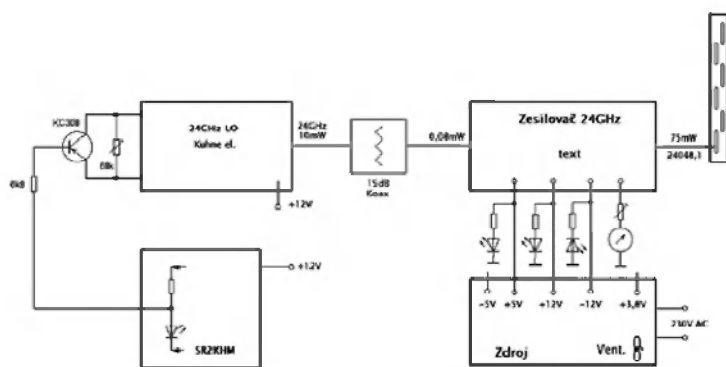 KC308
68k
6k8
24GHz LO
Kuhne el.
+12V
24GHz
10mW
15dB
Koax
0,08mW
Zesilovač 24GHz
text
75mW
24048,1
+12V
SR2KHM
-5V
+5V
+12V
-12V
+3,8V
Zdroj
Vent.
230V AC